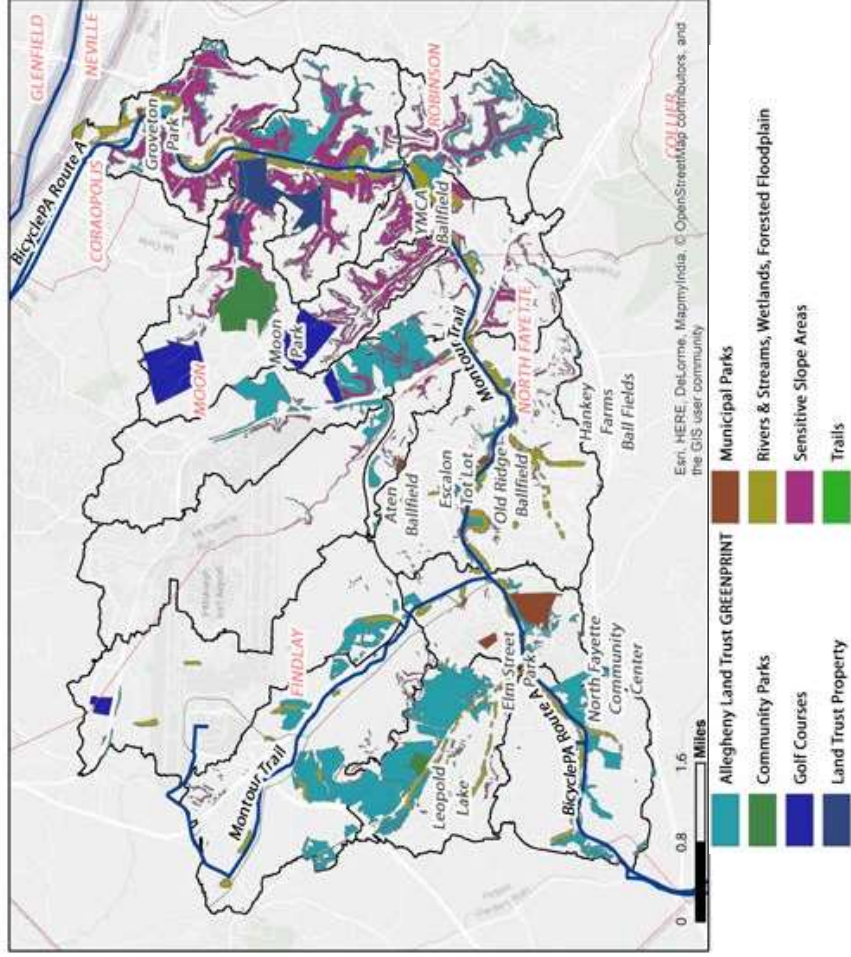 GLENFIELD
NEVILLE
BicyclePA Route A
CORAOPOLIS
Groveton
Park
ROBINSON
YMCA
Ballfield
COLLIER
MOON
Moon
Park
Montour Trail
NORTH FAYETTE
Hankey
Farms
Ball Fields
Aten
Ballfield
Escalon
Tot Lot
Old Ridge
Ballfield
FINDLAY
Elm Street
Park
North Fayette
Community
Center
Montour Trail
Leopold
Lake
BicyclePA Route A
0 0.8 1.6
Miles
Esri, HERE, DeLorme, MapmyIndia, © OpenStreetMap contributors, and
the GIS user community
Allegheny Land Trust GREENPRINT
Community Parks
Golf Courses
Land Trust Property
Municipal Parks
Rivers & Streams, Wetlands, Forested Floodplain
Sensitive Slope Areas
Trails